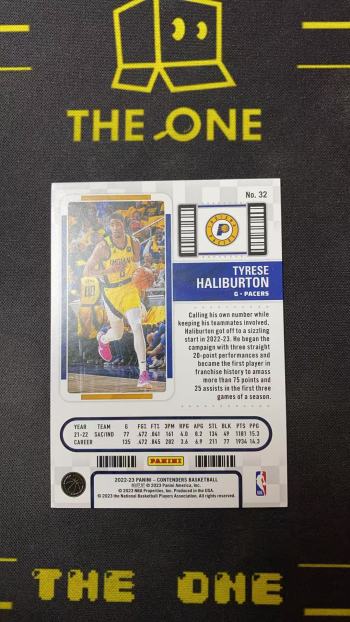 THE ONE
No. 32
INDIANA
PACERS
TYRESE
HALIBURTON
G • PACERS
Calling his own number while
keeping his teammates involved,
Haliburton got off to a sizzling
start in 2022-23. He began the
campaign with three straight
20-point performances and
became the first player in
franchise history to amass
more than 75 points and
25 assists in the first three
games of a season.
YEAR TEAM G FGI FTI 3PM RPG APG STL BLK PTS PPG
21-22 SAC/IND 77 472 841 161 4.0 8.2 134 49 1181 15.3
CAREER 135 472 845 282 3.6 6.9 211 77 1934 14.3
PANINI
2022-23 PANINI – CONTENDERS BASKETBALL
© 2023 Panini America, Inc.
© 2023 NBA Properties, Inc. Produced in the USA.
© 2023 the National Basketball Players Association. All rights reserved.
THE ONE